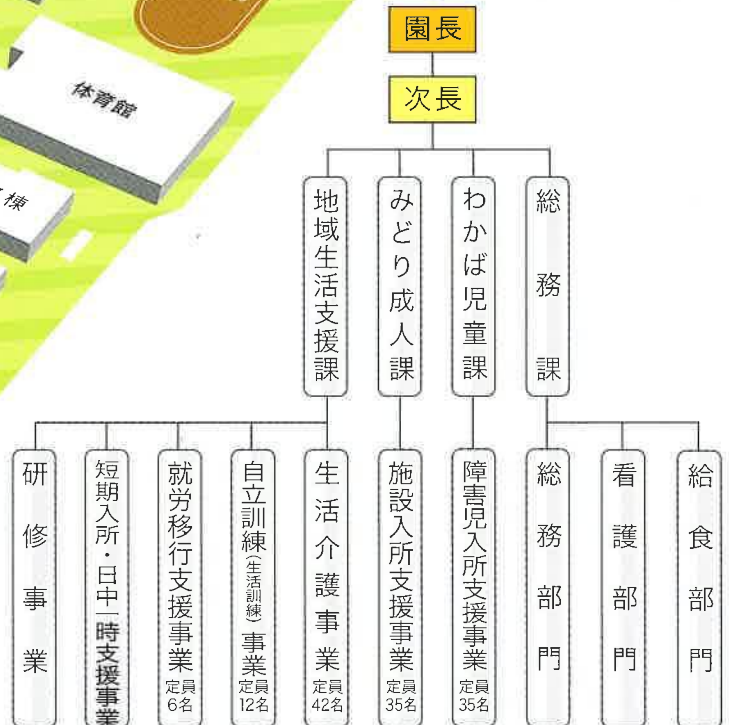 体育館
棟
園長
次長
地域生活支援課
みどり成人課
わかば児童課
総務課
研修事業
短期入所・日中一時支援事業
就労移行支援事業
定員
6名
自立訓練(生活訓練)事業
定員
12名
生活介護事業
定員
42名
施設入所支援事業
定員
35名
障害児入所支援事業
定員
35名
総務部門
看護部門
給食部門